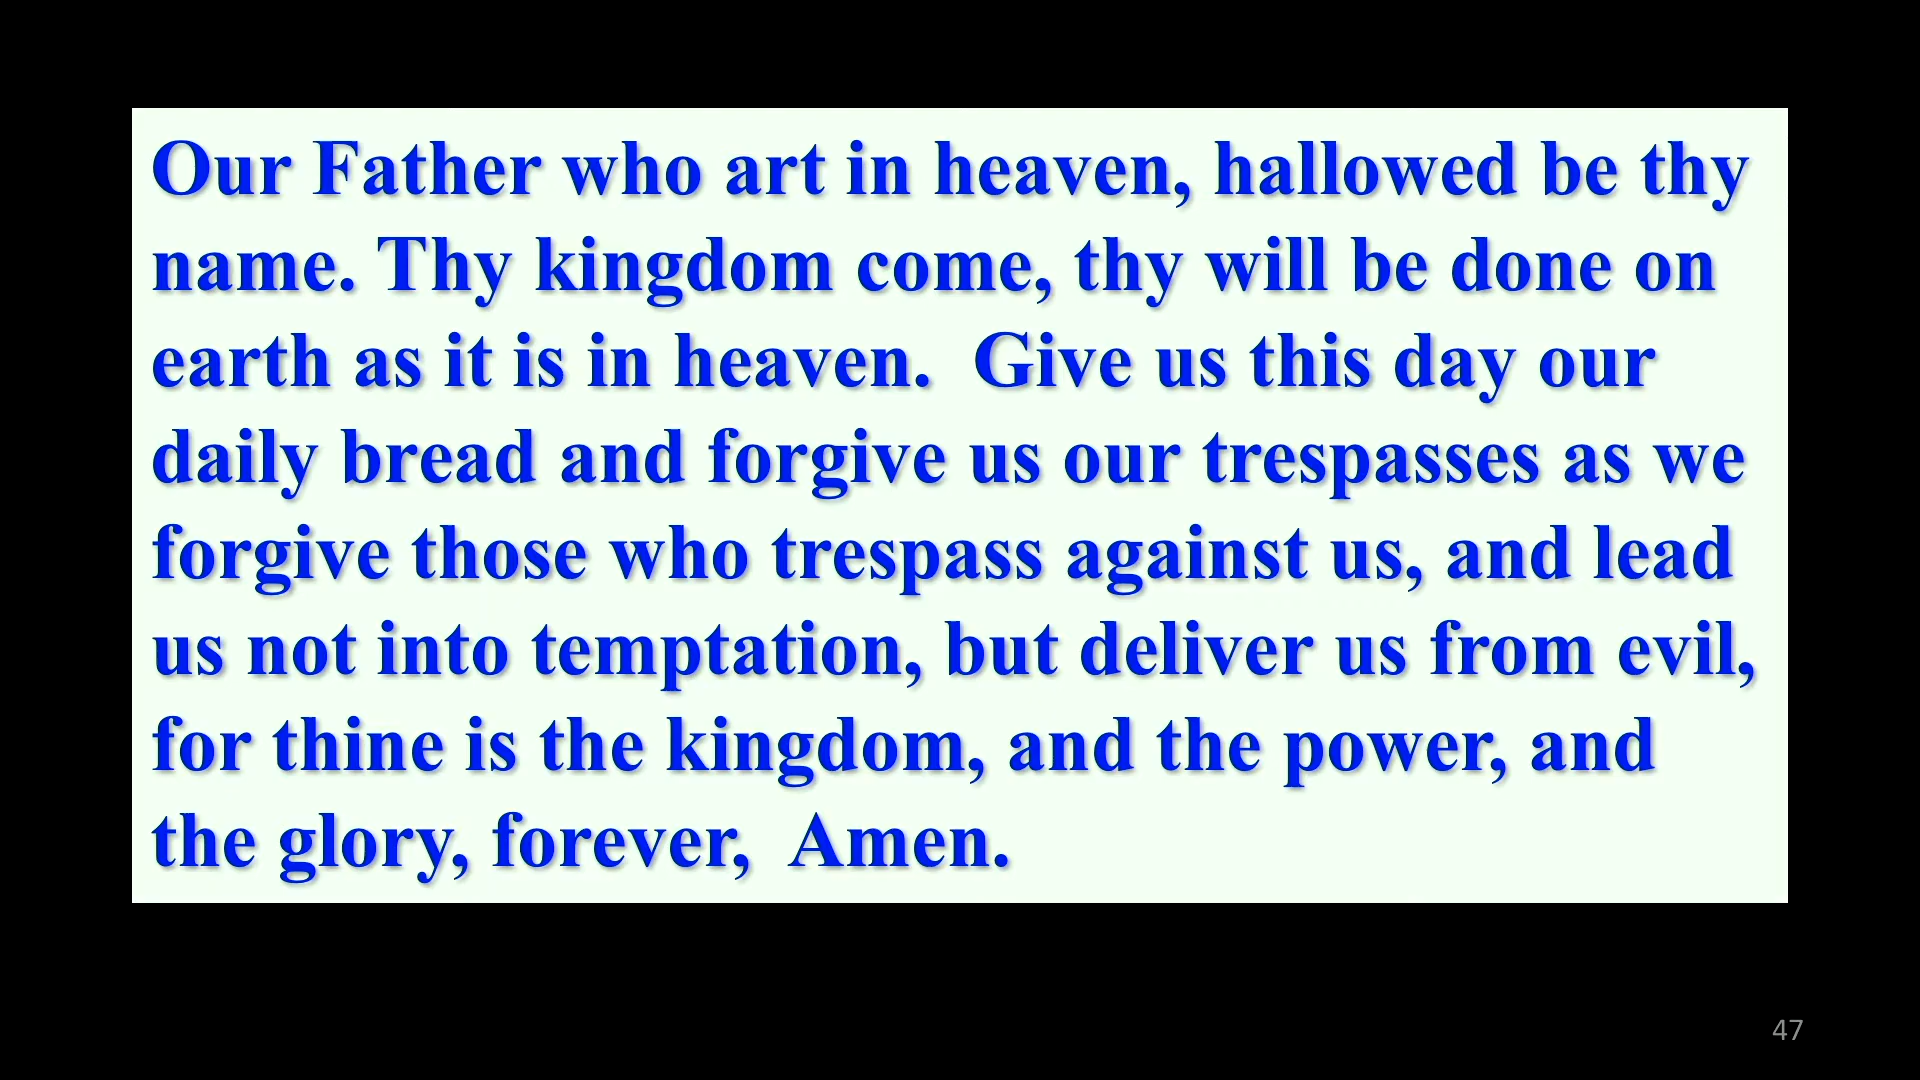 Our Father who art in heaven, hallowed be thy
name. Thy kingdom come, thy will be done on
earth as it is in heaven.  Give us this day our
daily bread and forgive us our trespasses as we
forgive those who trespass against us, and lead
us not into temptation, but deliver us from evil,
for thine is the kingdom, and the power, and
the glory, forever,  Amen.
47